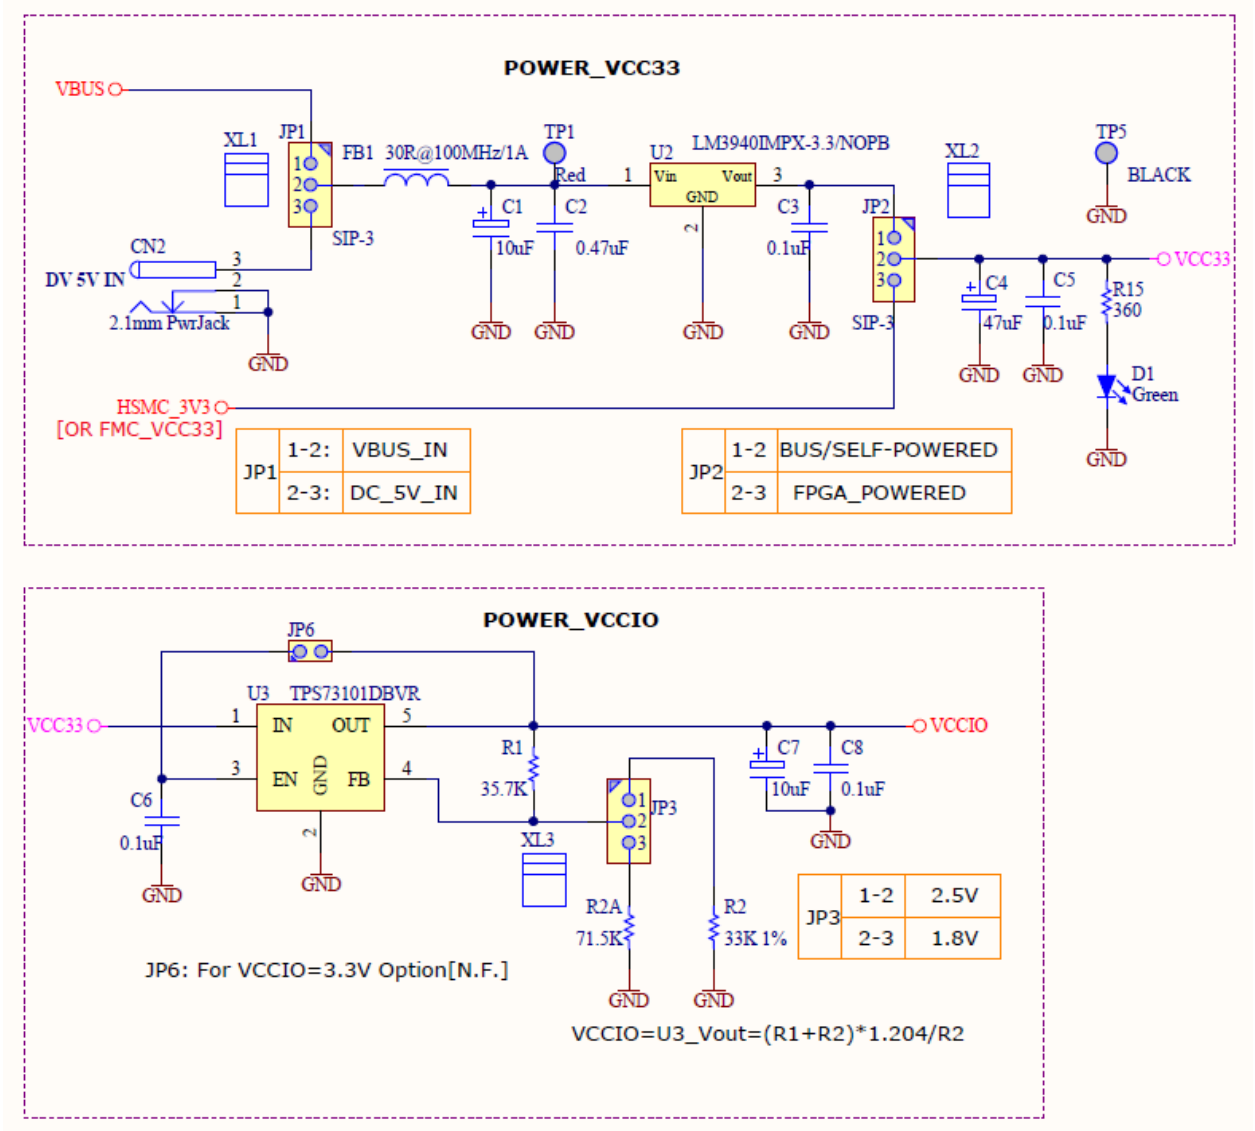 POWER_VCC33
VBUS
XL1
JP1
FB1 30R@100MHz/1A
TP1
Red
U2
LM3940IMPX-3.3/NOPB
XL2
TP5
BLACK
GND
1
2
3
SIP-3
1
Vin
Vout
GND
3
2
C1
10uF
C2
0.47uF
C3
0.1uF
JP2
1
2
3
SIP-3
VCC33
CN2
DV 5V IN
3
2
1
2.1mm PwrJack
GND
GND
GND
GND
GND
C4
47uF
C5
0.1uF
R15
360
GND
GND
D1
Green
GND
HSMC_3V3
[OR FMC_VCC33]
JP1
1-2: VBUS_IN
2-3: DC_5V_IN
JP2
1-2 BUS/SELF-POWERED
2-3 FPGA_POWERED
POWER_VCCIO
JP6
U3 TPS73101DBVR
VCC33
1
IN
OUT
5
3
EN
GND
FB
4
2
GND
C6
0.1uF
GND
R1
35.7K
XL3
JP3
1
2
3
C7
10uF
C8
0.1uF
GND
VCCIO
R2A
71.5K
GND
R2
33K 1%
GND
JP3
1-2 2.5V
2-3 1.8V
JP6: For VCCIO=3.3V Option[N.F.]
VCCIO=U3_Vout=(R1+R2)*1.204/R2